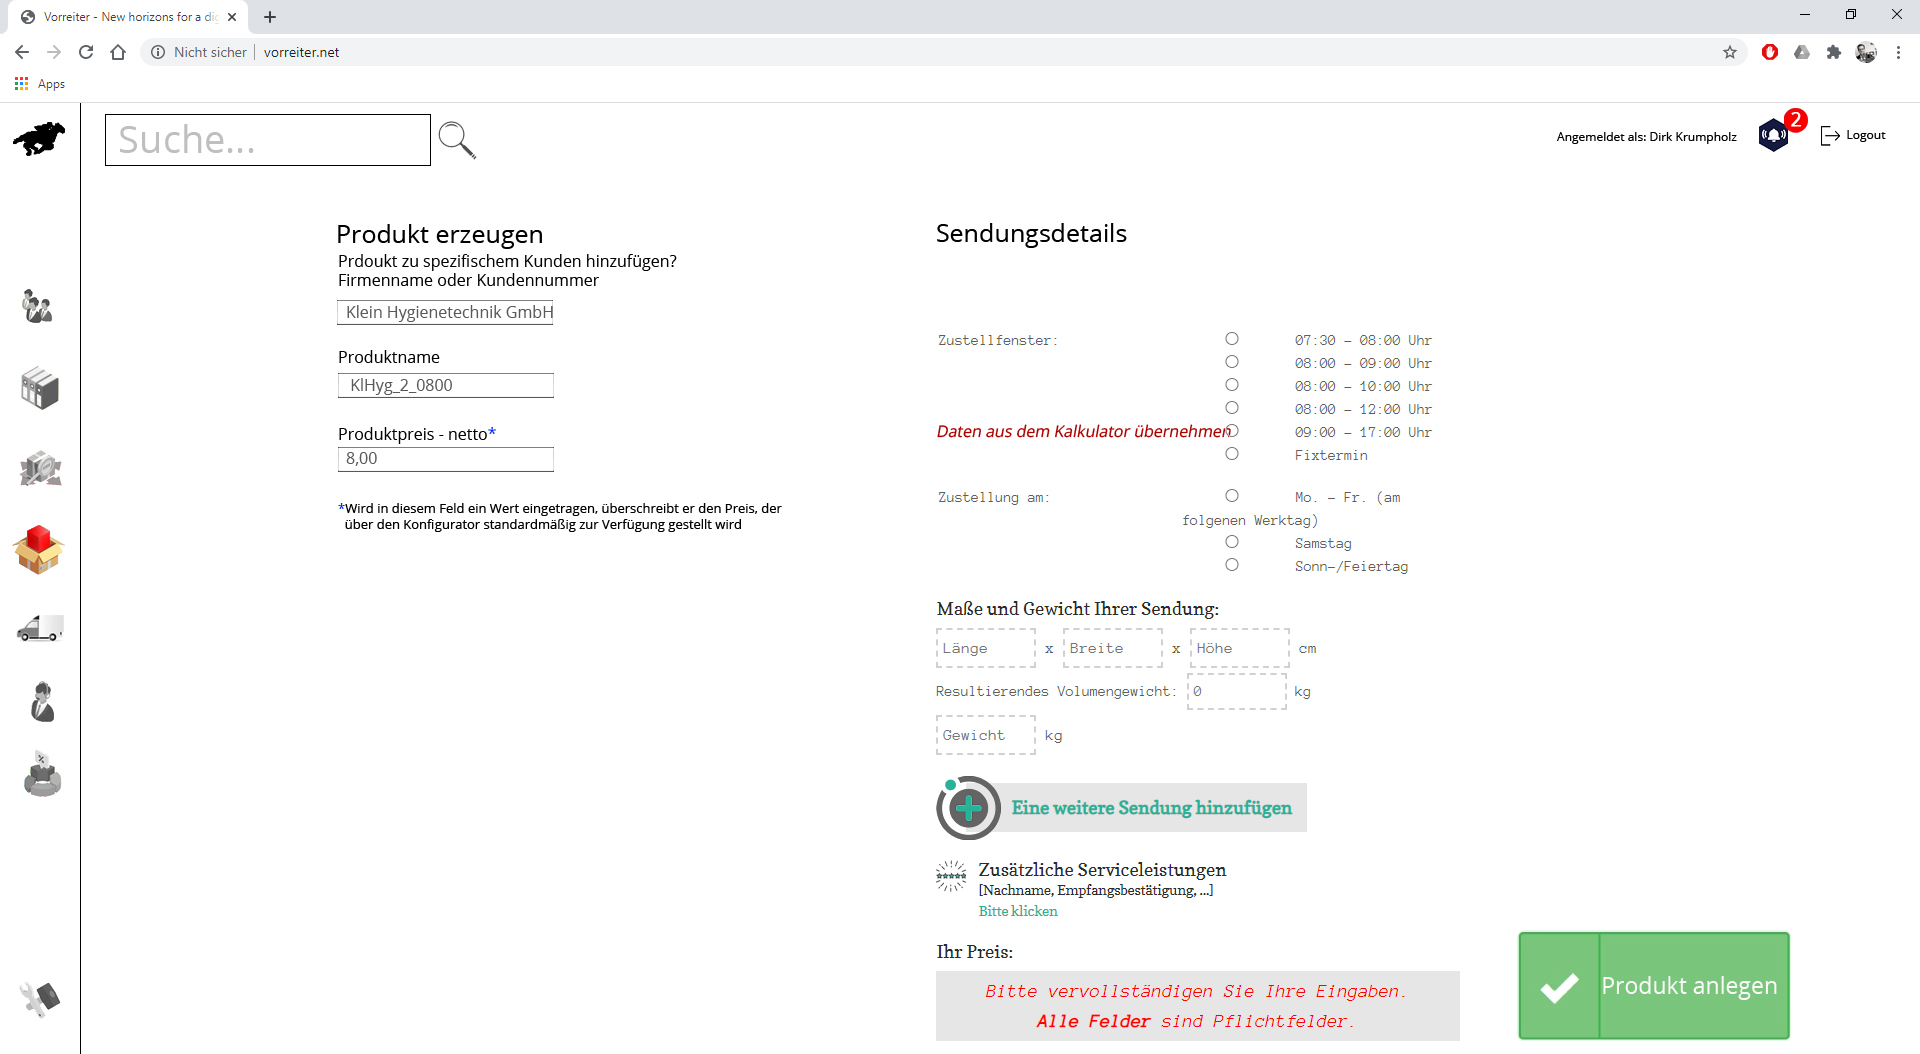 Vorreiter - New horizons for a dig
Nicht sicher
vorreiter.net
Apps
Suche...
Angemeldet als: Dirk Krumpholz
2
Logout
Produkt erzeugen
Prdoukt zu spezifischem Kunden hinzufügen?
Firmenname oder Kundennummer
Klein Hygienetechnik GmbH
Produktname
KlHyg_2_0800
Produktpreis - netto*
8,00
*Wird in diesem Feld ein Wert eingetragen, überschreibt er den Preis, der
über den Konfigurator standardmäßig zur Verfügung gestellt wird
Sendungsdetails
Zustellfenster:
07:30 - 08:00 Uhr
08:00 - 09:00 Uhr
08:00 - 10:00 Uhr
08:00 - 12:00 Uhr
Daten aus dem Kalkulator übernehmen
09:00 - 17:00 Uhr
Fixtermin
Zustellung am:
Mo. - Fr. (am
folgenen Werktag)
Samstag
Sonn-/Feiertag
Maße und Gewicht Ihrer Sendung:
Länge x Breite x Höhe cm
Resultierendes Volumengewicht: 0 kg
Gewicht kg
Eine weitere Sendung hinzufügen
Zusätzliche Serviceleistungen
[Nachname, Empfangsbestätigung, ...]
Bitte klicken
Ihr Preis:
Bitte vervollständigen Sie Ihre Eingaben.
Alle Felder sind Pflichtfelder.
Produkt anlegen